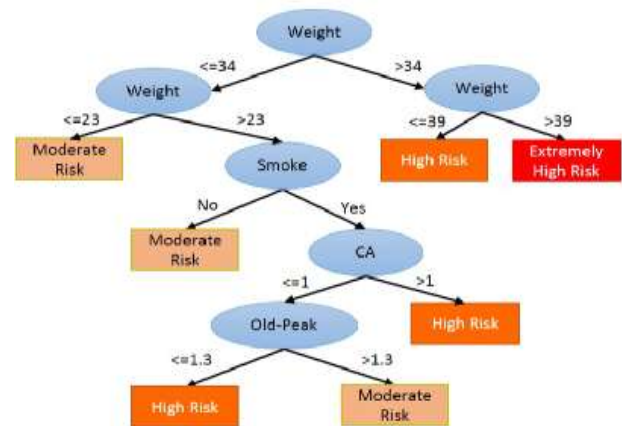 Weight
<=34
>34
Weight
Weight
<=23
>23
<=39
>39
Moderate
Risk
Smoke
High Risk
Extremely
High Risk
No
Yes
Moderate
Risk
CA
<=1
>1
Old-Peak
High Risk
<=1.3
>1.3
High Risk
Moderate
Risk